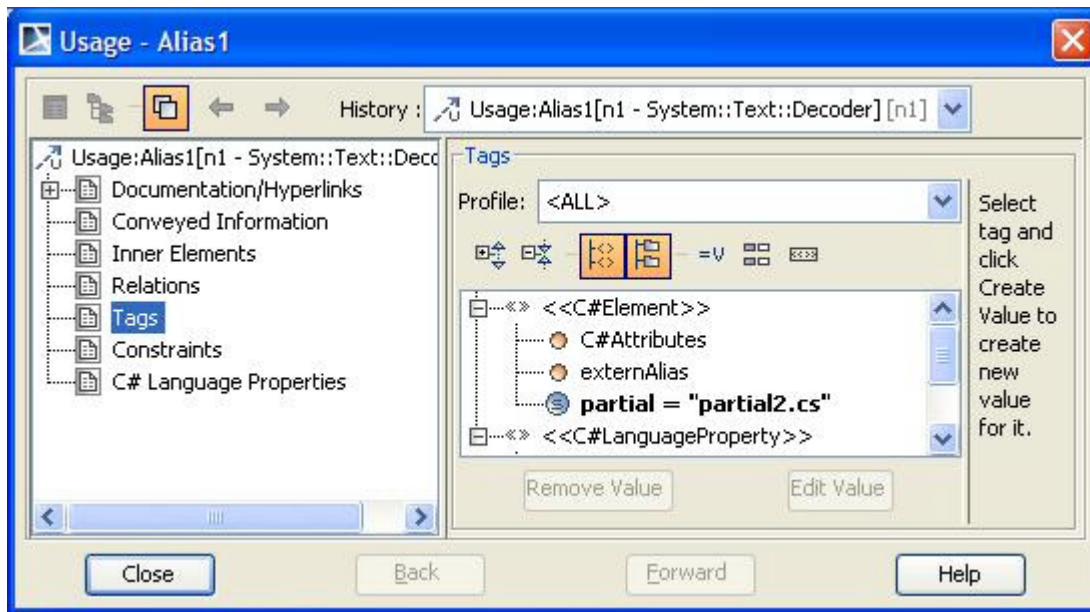 Usage - Alias1
History : Usage:Alias1[n1 - System::Text::Decoder] [n1]
Usage:Alias1[n1 - System::Text::Deco
Documentation/Hyperlinks
Conveyed Information
Inner Elements
Relations
Tags
Constraints
C# Language Properties
Tags
Profile: <ALL>
=V
<<C#Element>>
C#Attributes
externAlias
partial = "partial2.cs"
<<C#LanguageProperty>>
Remove Value Edit Value
Select
tag and
click
Create
Value to
create
new
value
for it.
Close Back Forward Help